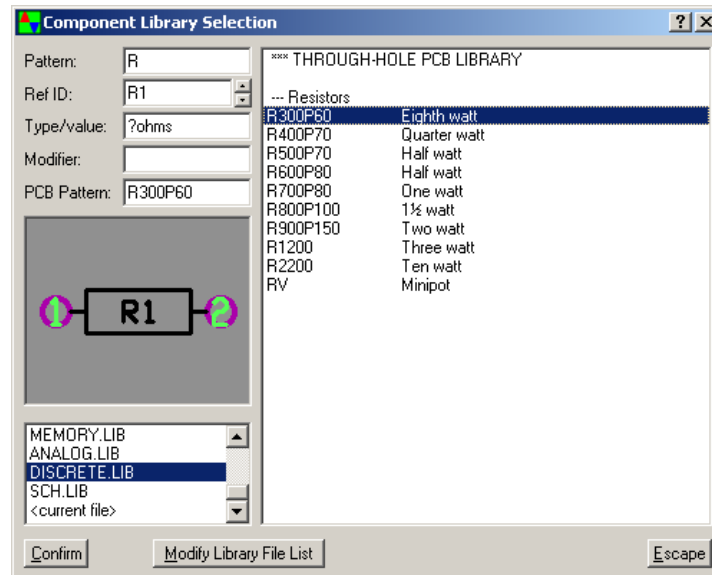 Component Library Selection
Pattern: R
Ref ID: R1
Type/value: ?ohms
Modifier:
PCB Pattern: R300P60
1 R1 2
MEMORY.LIB
ANALOG.LIB
DISCRETE.LIB
SCH.LIB
<current file>
*** THROUGH-HOLE PCB LIBRARY
--- Resistors
R300P60 Eighth watt
R400P70 Quarter watt
R500P70 Half watt
R600P80 Half watt
R700P80 One watt
R800P100 1½ watt
R900P150 Two watt
R1200 Three watt
R2200 Ten watt
RV Minipot
Confirm Modify Library File List Escape